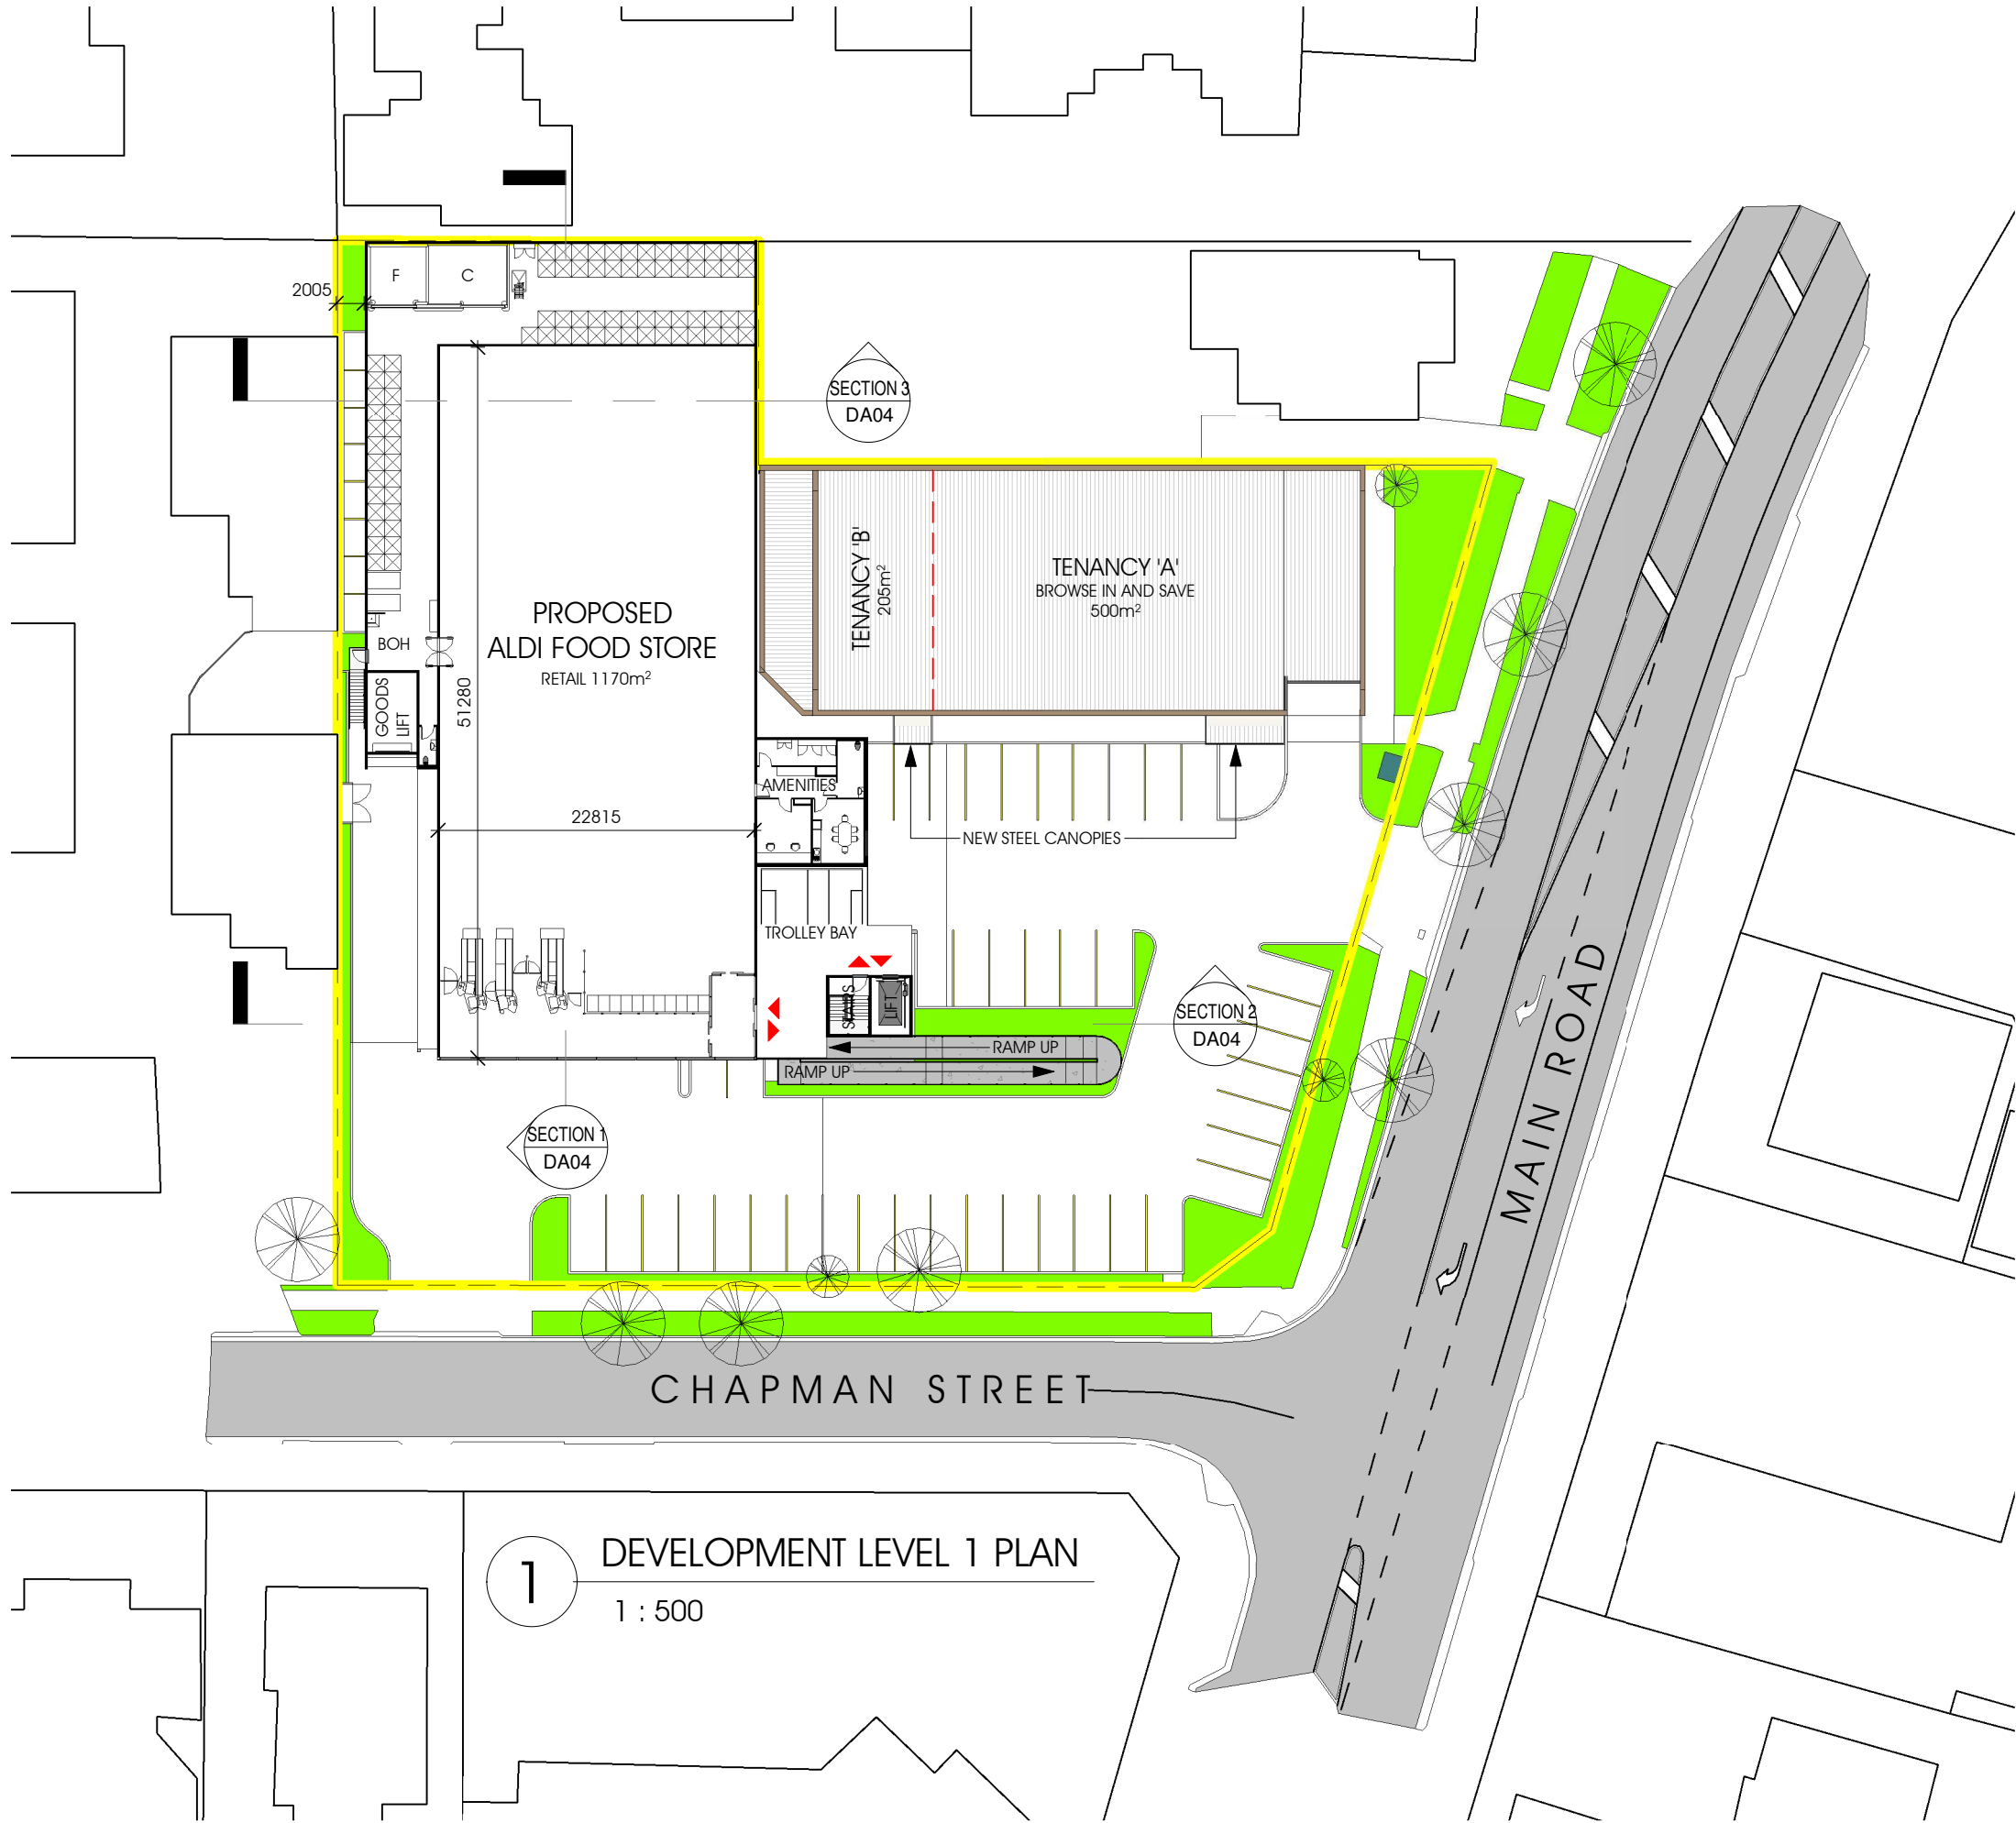 F
C
2005
SECTION 3
DA04
TENANCY 'B'
205m²
TENANCY 'A'
BROWSE IN AND SAVE
500m²
PROPOSED
ALDI FOOD STORE
RETAIL 1170m²
BOH
GOODS
LIFT
51280
AMENITIES
22815
NEW STEEL CANOPIES
TROLLEY BAY
STAIRS
LIFT
SECTION 2
DA04
RAMP UP
RAMP UP
SECTION 1
DA04
MAIN ROAD
CHAPMAN STREET
1
DEVELOPMENT LEVEL 1 PLAN
1 : 500